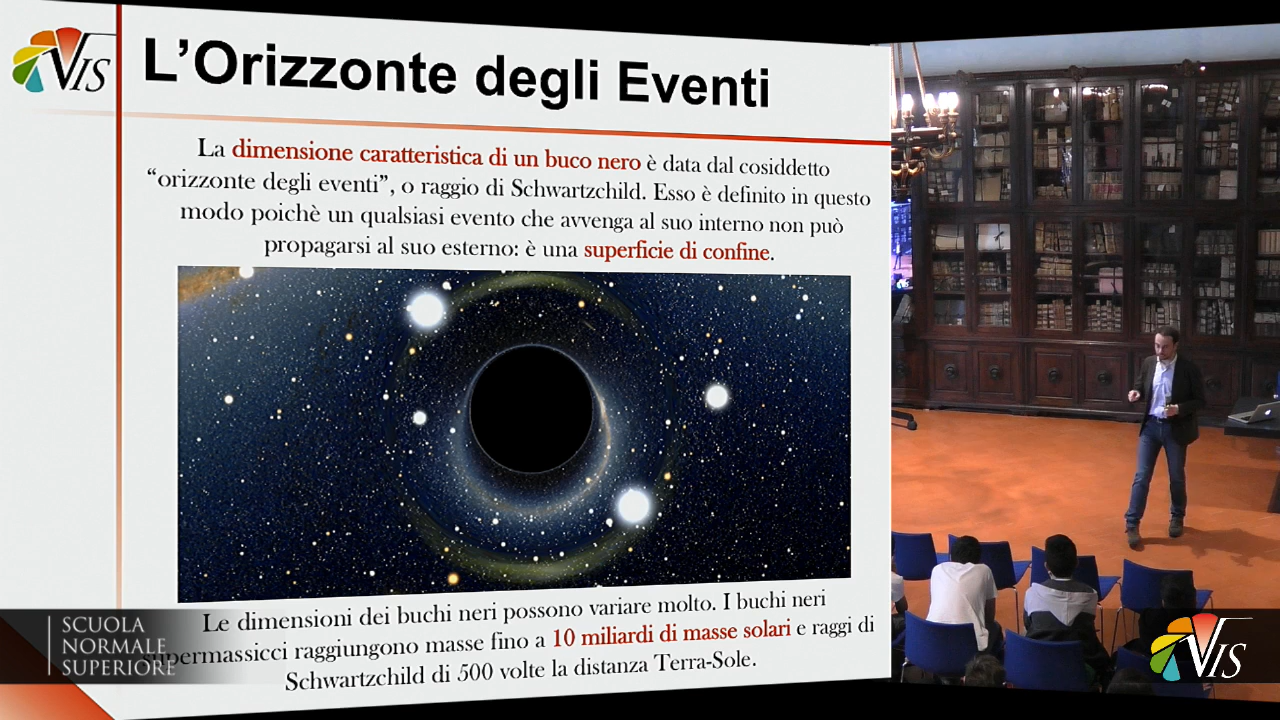 VIS
L'Orizzonte degli Eventi
La dimensione caratteristica di un buco nero è data dal cosiddetto
"orizzonte degli eventi", o raggio di Schwartzchild. Esso è definito in questo
modo poichè un qualsiasi evento che avvenga al suo interno non può
propagarsi al suo esterno: è una superficie di confine.
Le dimensioni dei buchi neri possono variare molto. I buchi neri
supermassicci raggiungono masse fino a 10 miliardi di masse solari e raggi di
Schwartzchild di 500 volte la distanza Terra-Sole.
SCUOLA
NORMALE
SUPERIORE
VIS